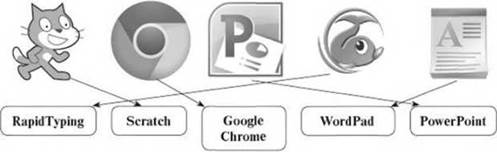 P
A
RapidTyping
Scratch
Google
Chrome
WordPad
PowerPoint